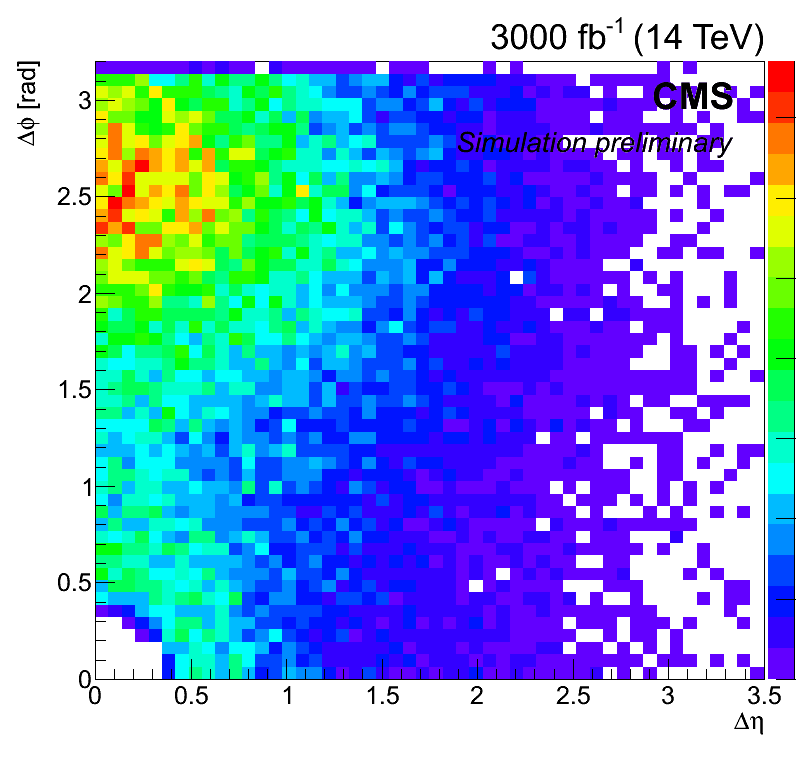 3000 fb⁻¹ (14 TeV)
CMS
Simulation preliminary
Δϕ [rad]
3
2.5
2
1.5
1
0.5
0
0 0.5 1 1.5 2 2.5 3 3.5
Δη